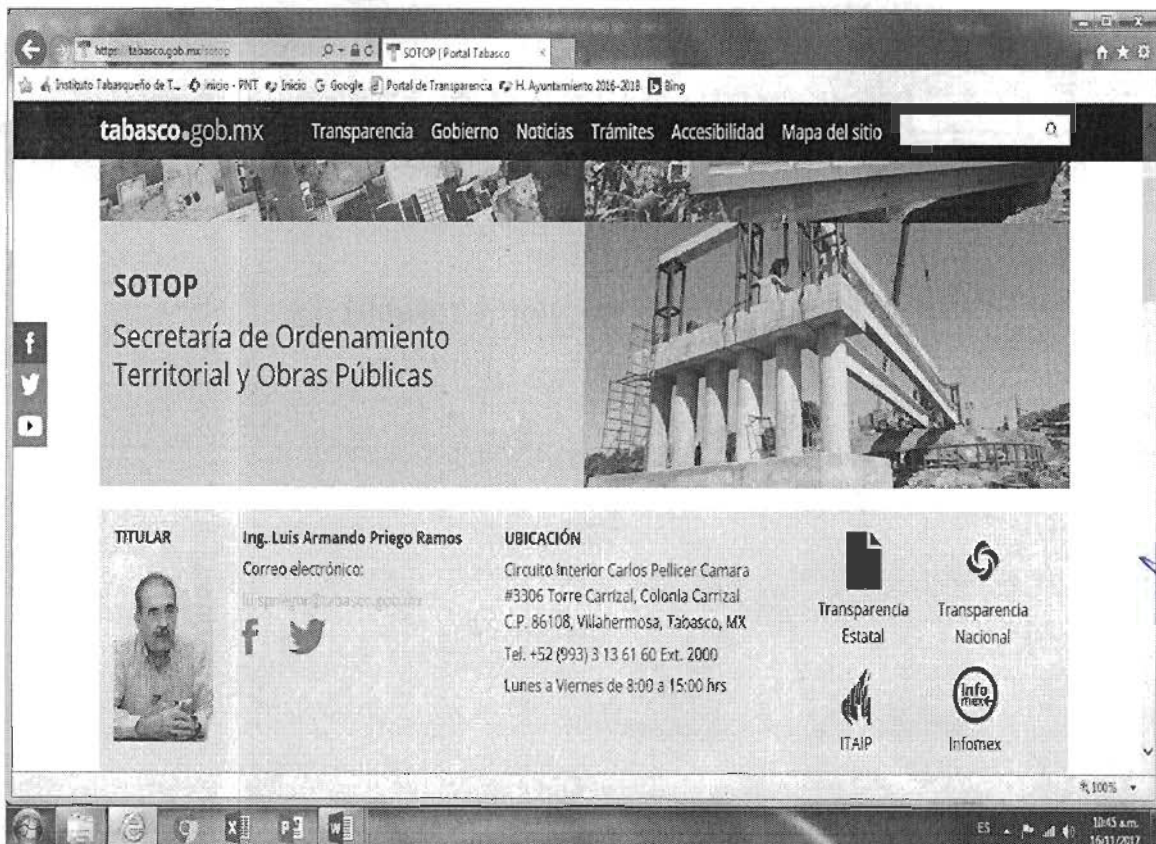 https://tabasco.gob.mx/sotop
SOTOP | Portal Tabasco
Instituto Tabasqueño de T...
Inicio - PNT
Inicio
Google
Portal de Transparencia
H. Ayuntamiento 2016-2018
Bing
tabasco.gob.mx
Transparencia
Gobierno
Noticias
Trámites
Accesibilidad
Mapa del sitio
SOTOP
Secretaría de Ordenamiento
Territorial y Obras Públicas
TITULAR
Ing. Luis Armando Priego Ramos
Correo electrónico:
UBICACIÓN
Circuito Interior Carlos Pellicer Camara
#3306 Torre Carrizal, Colonia Carrizal
C.P. 86108, Villahermosa, Tabasco, MX
Tel. +52 (993) 3 13 61 60 Ext. 2000
Lunes a Viernes de 8:00 a 15:00 hrs
Transparencia
Estatal
Transparencia
Nacional
ITAIP
info
mex
Infomex
100%
ES
10:45 a.m.
16/11/2017